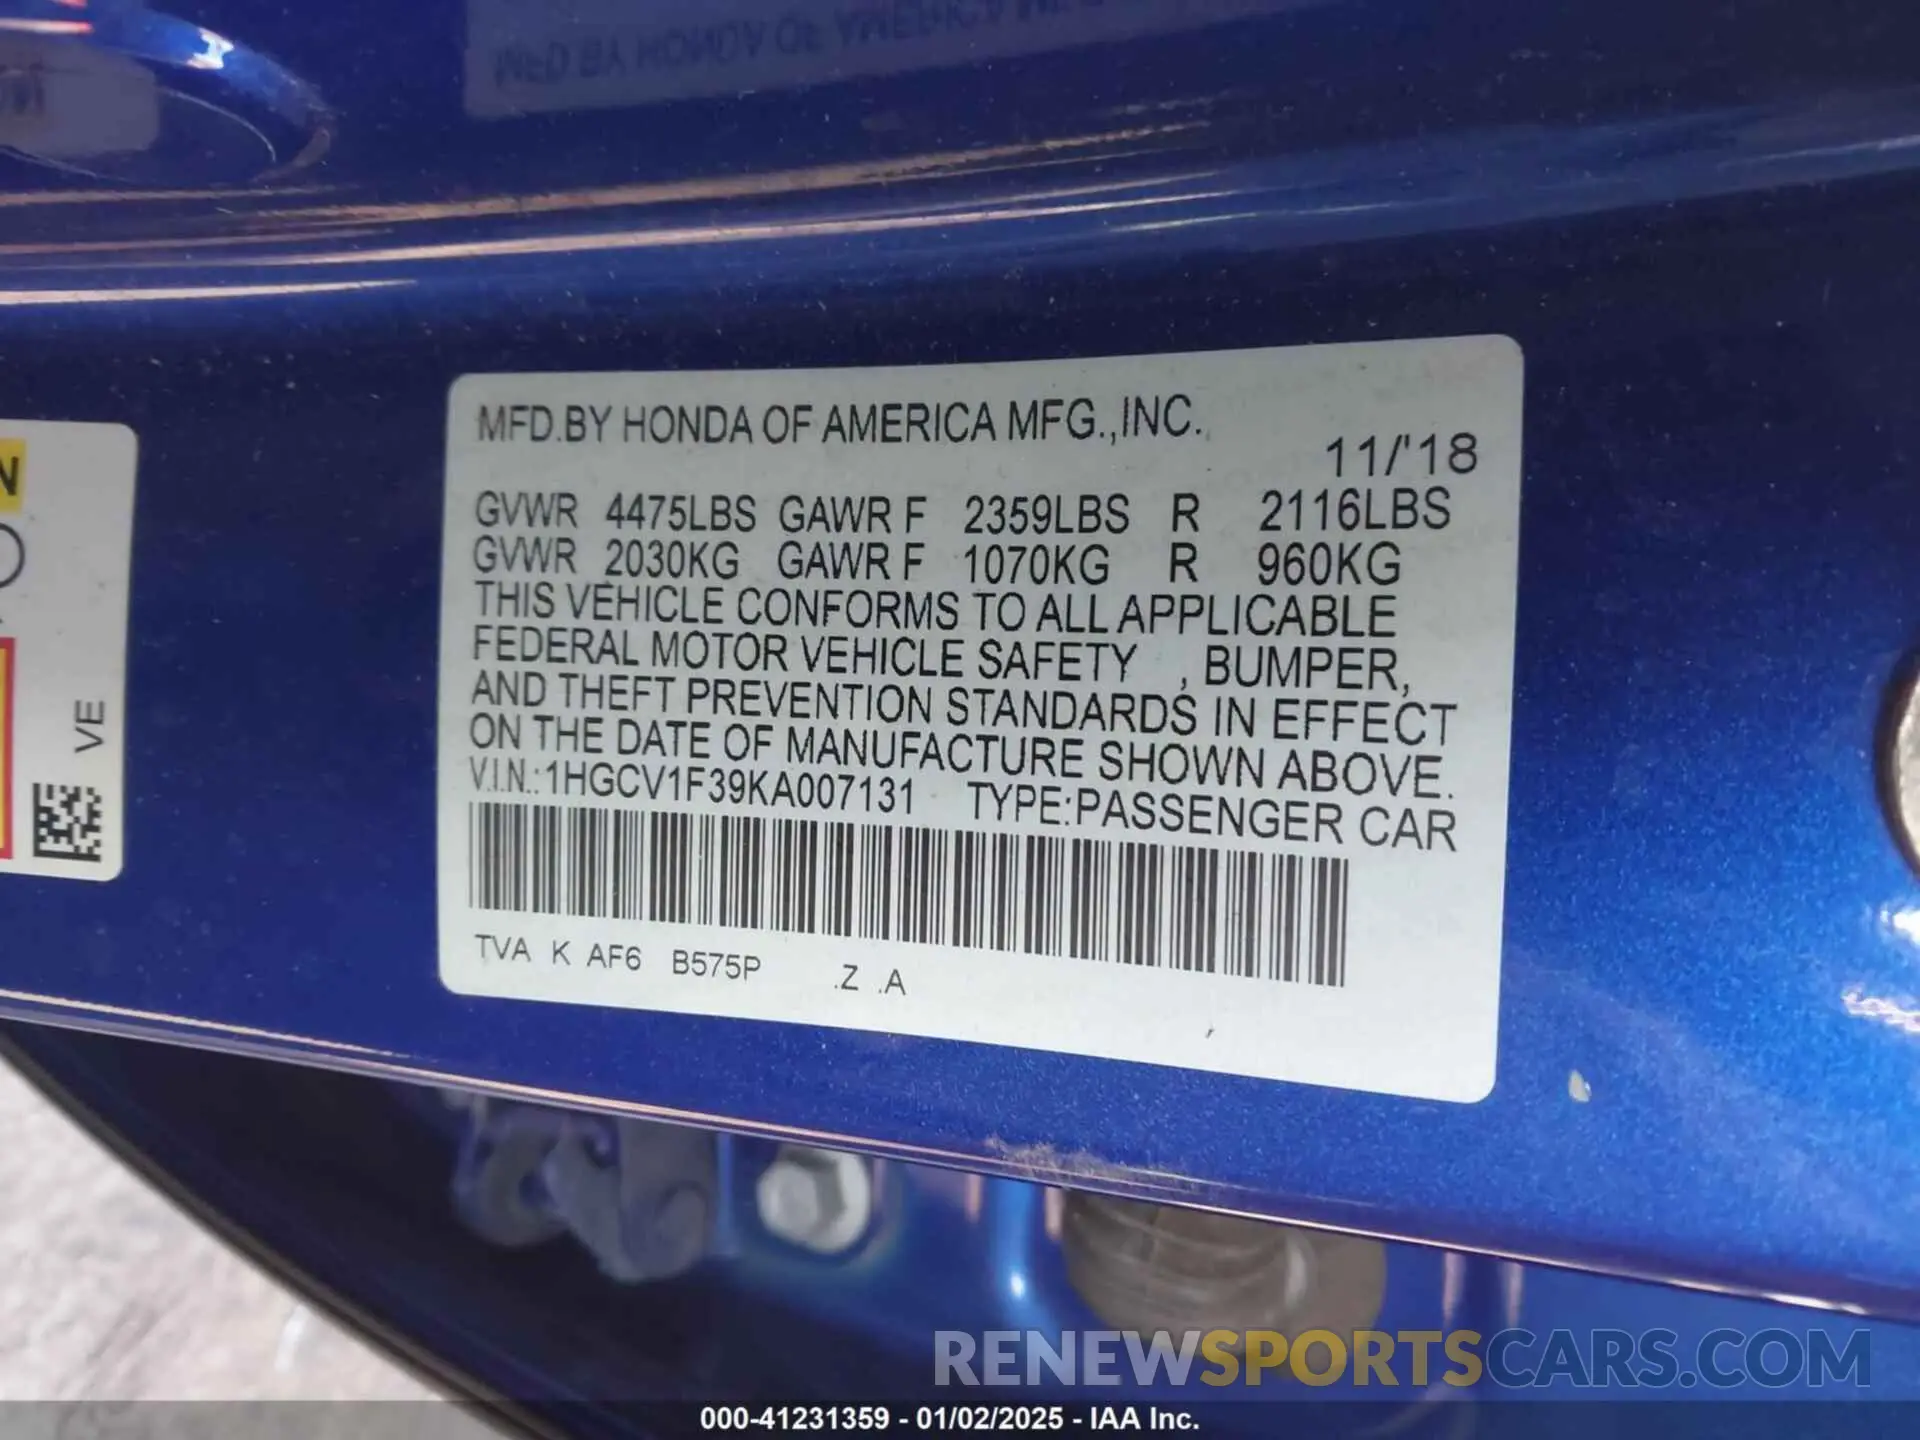 MFD.BY HONDA OF AMERICA MFG.,INC.
11/'18
GVWR 4475LBS GAWR F 2359LBS R 2116LBS
GVWR 2030KG GAWR F 1070KG R 960KG
THIS VEHICLE CONFORMS TO ALL APPLICABLE
FEDERAL MOTOR VEHICLE SAFETY , BUMPER,
AND THEFT PREVENTION STANDARDS IN EFFECT
ON THE DATE OF MANUFACTURE SHOWN ABOVE.
V.I.N.:1HGCV1F39KA007131 TYPE:PASSENGER CAR
TVA K AF6 B575P .Z .A
N
VE
RENEWSPORTSCARS.COM
000-41231359 - 01/02/2025 - IAA Inc.